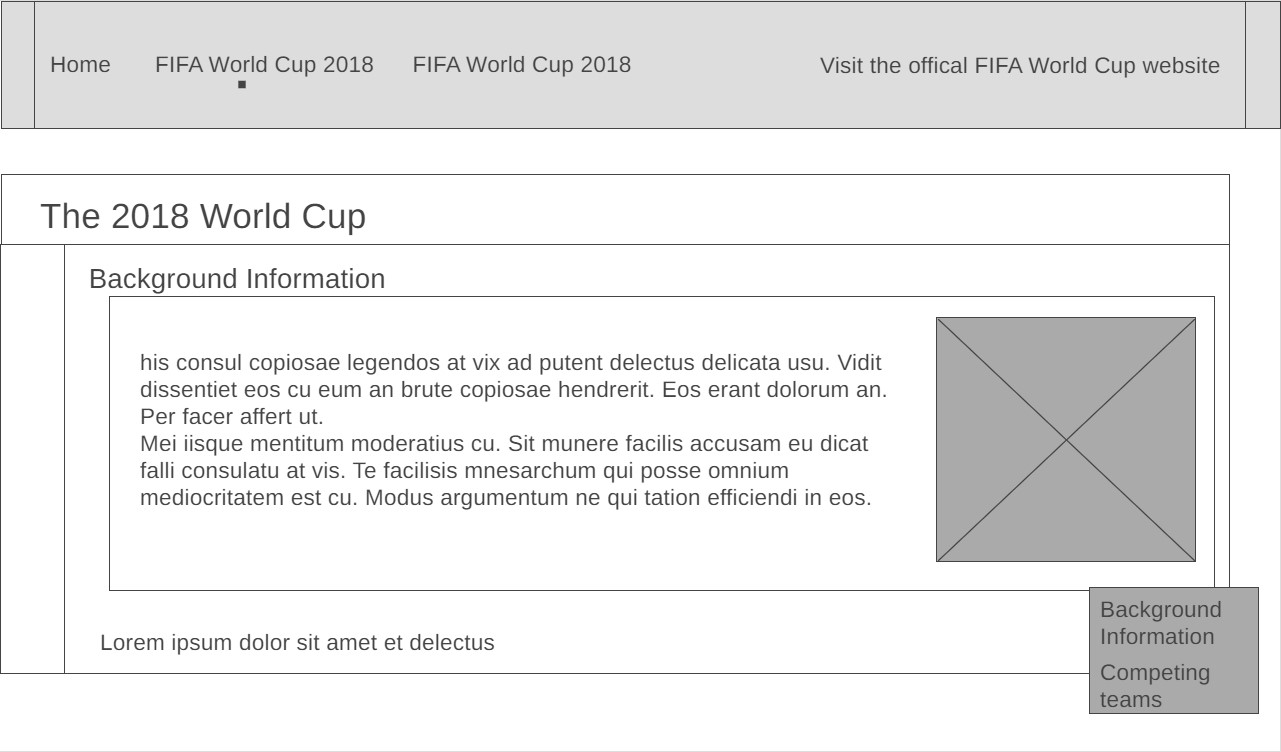 Home FIFA World Cup 2018 FIFA World Cup 2018 Visit the offical FIFA World Cup website
The 2018 World Cup
Background Information
his consul copiosae legendos at vix ad putent delectus delicata usu. Vidit
dissentiet eos cu eum an brute copiosae hendrerit. Eos erant dolorum an.
Per facer affert ut.
Mei iisque mentitum moderatius cu. Sit munere facilis accusam eu dicat
falli consulatu at vis. Te facilisis mnesarchum qui posse omnium
mediocritatem est cu. Modus argumentum ne qui tation efficiendi in eos.
Lorem ipsum dolor sit amet et delectus
Background
Information
Competing
teams